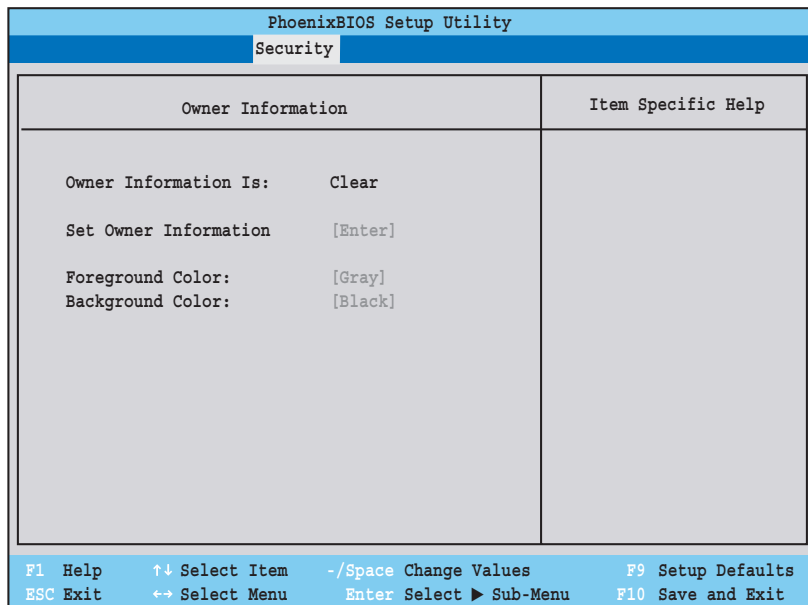 PhoenixBIOS Setup Utility
Security
Owner Information
Item Specific Help
Owner Information Is: Clear
Set Owner Information [Enter]
Foreground Color: [Gray]
Background Color: [Black]
F1 Help ↑↓ Select Item -/Space Change Values F9 Setup Defaults
ESC Exit ←→ Select Menu Enter Select ▶ Sub-Menu F10 Save and Exit